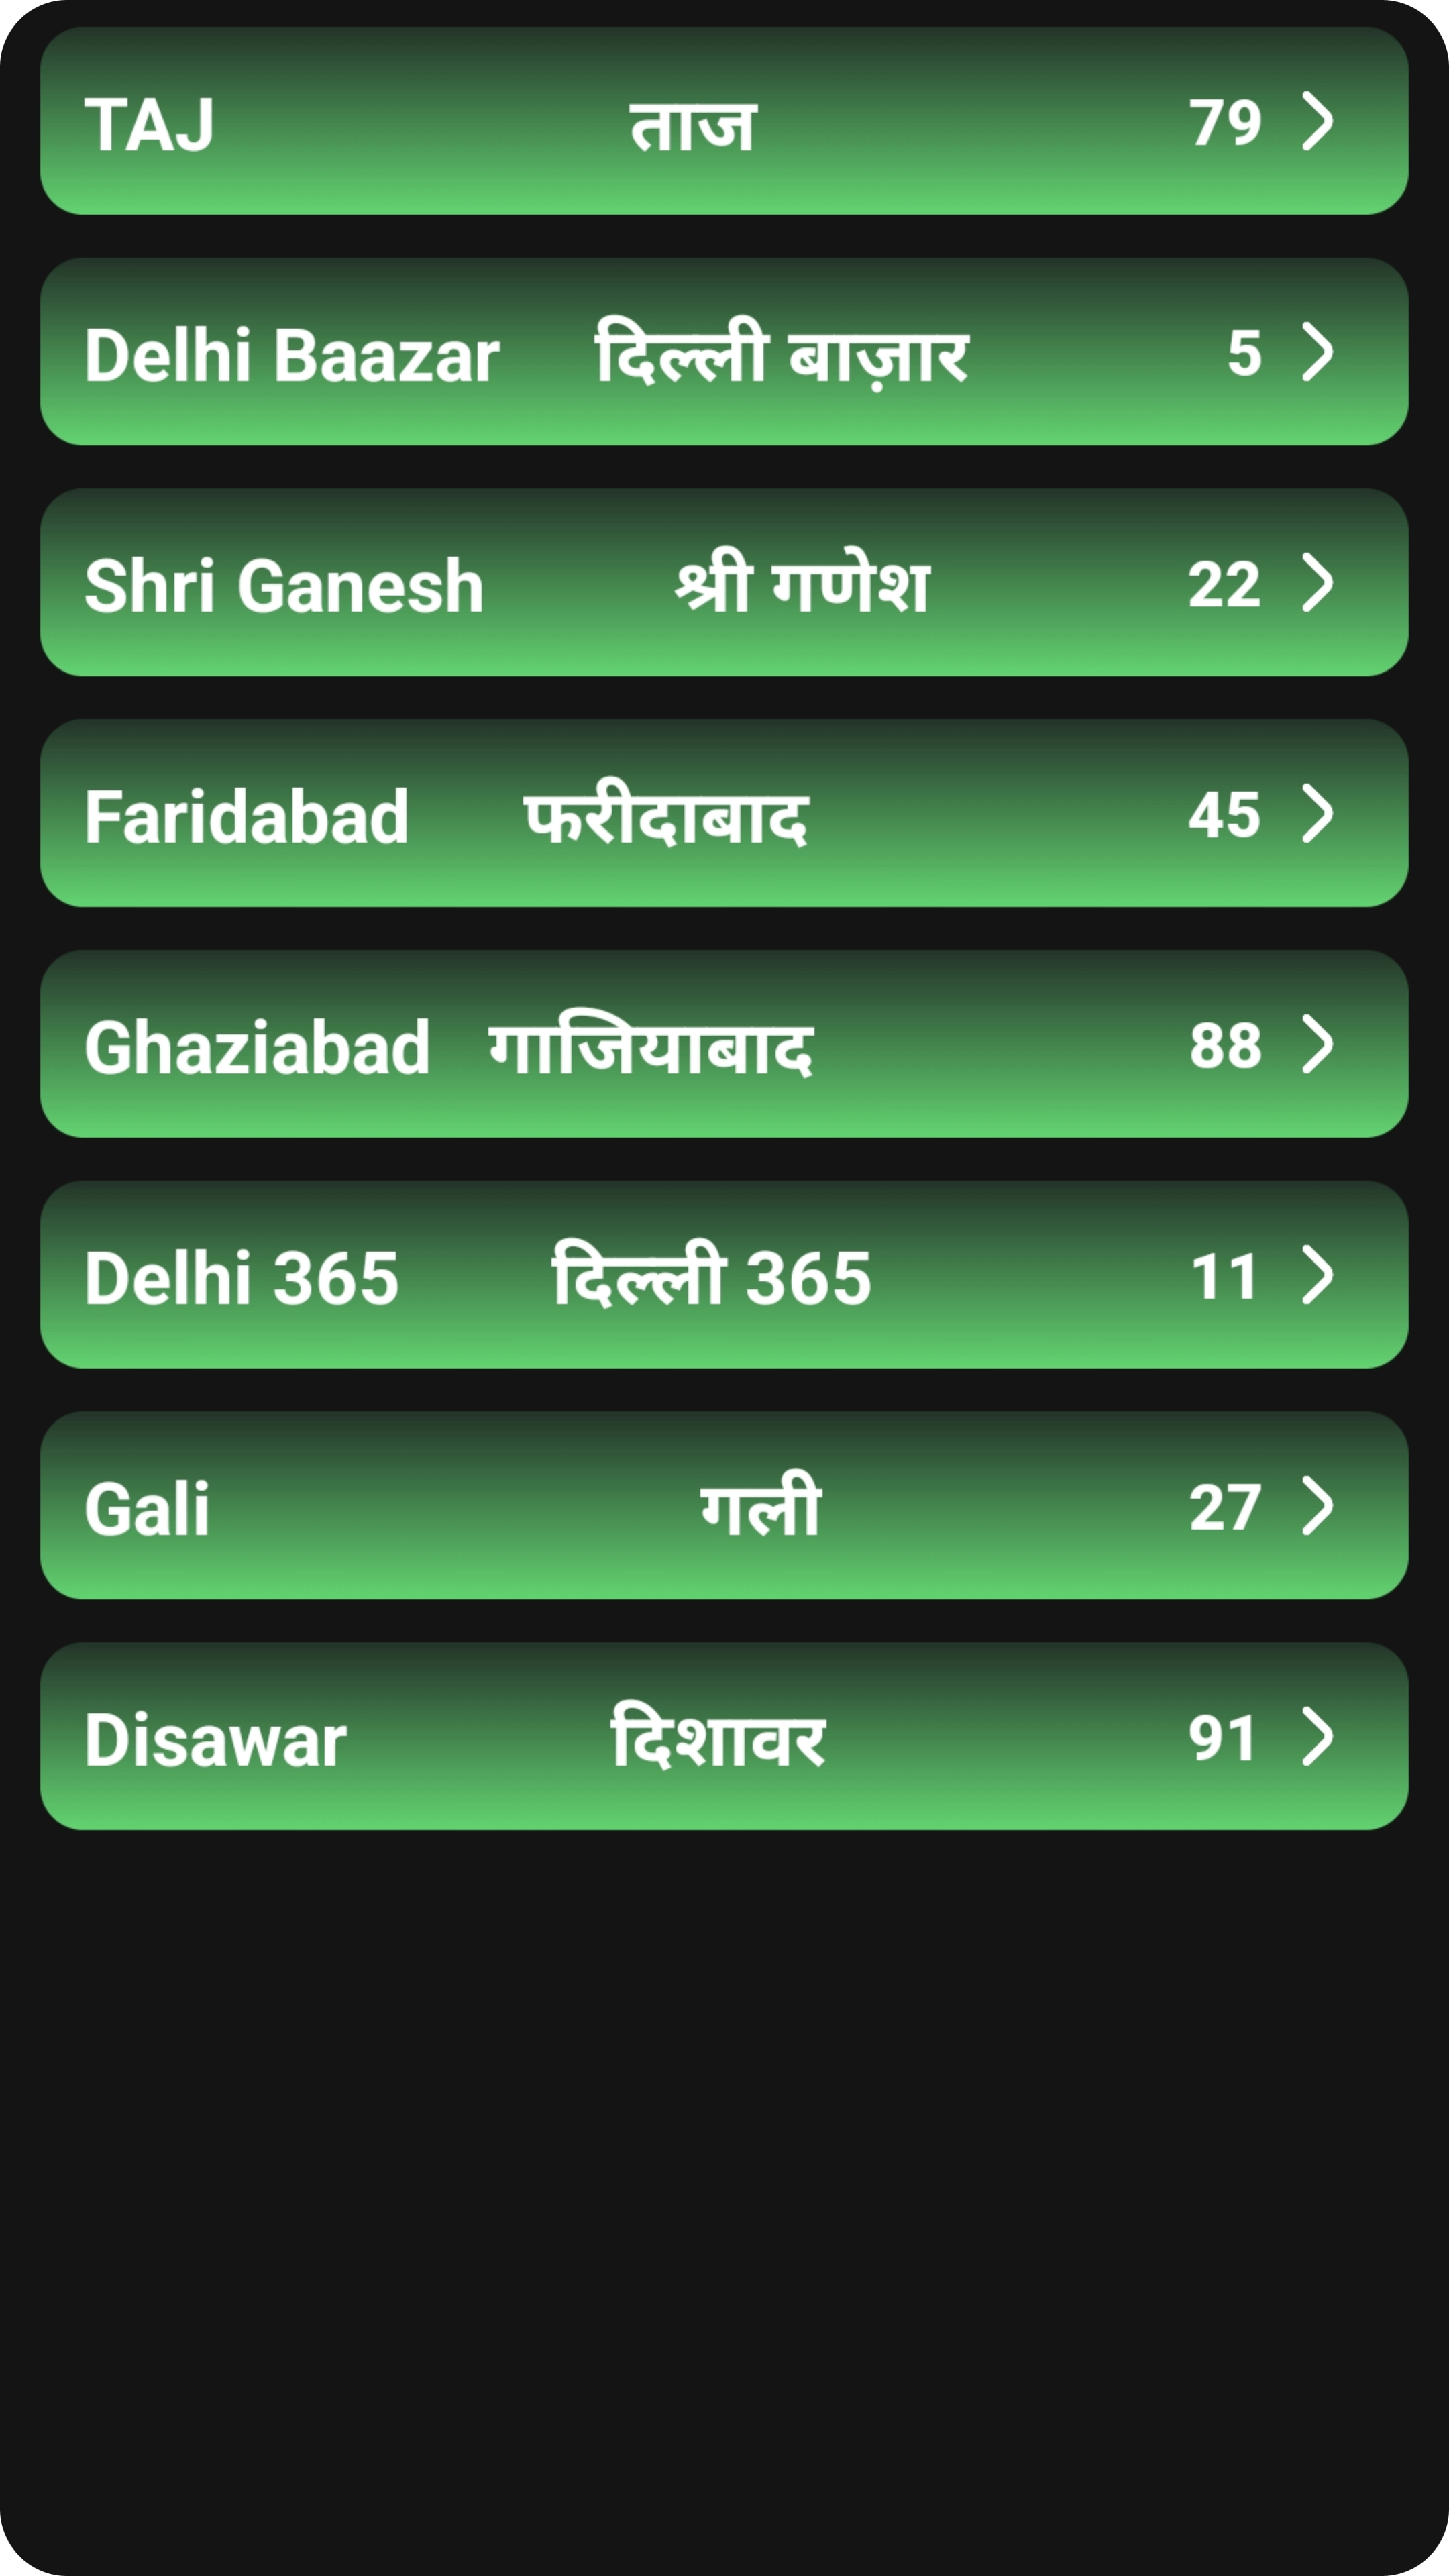 TAJ ताज 79
Delhi Baazar दिल्ली बाज़ार 5
Shri Ganesh श्री गणेश 22
Faridabad फरीदाबाद 45
Ghaziabad गाजियाबाद 88
Delhi 365 दिल्ली 365 11
Gali गली 27
Disawar दिशावर 91